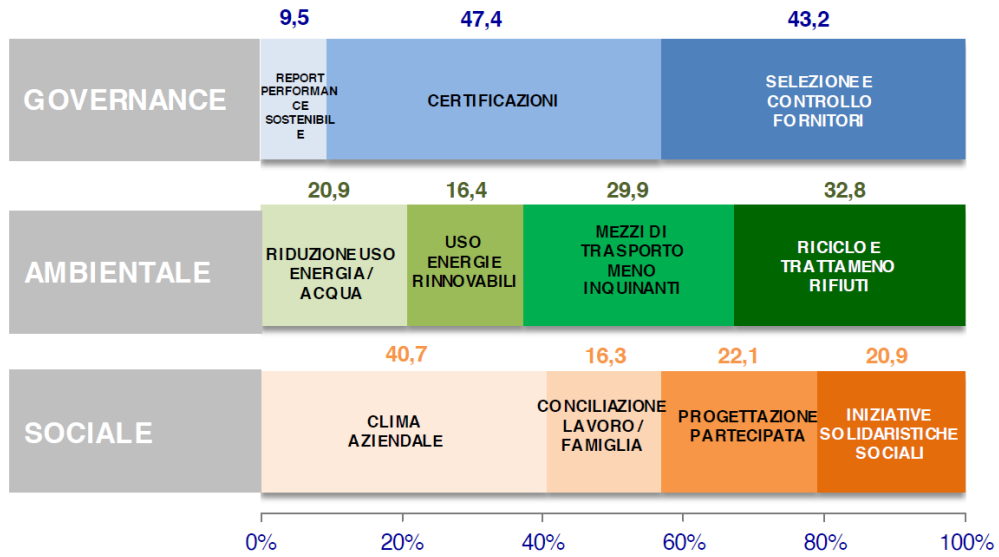 9,5 47,4 43,2
GOVERNANCE
REPORT
PERFORMAN
CE
SOSTENIBIL
E
CERTIFICAZIONI
SELEZIONE E
CONTROLLO
FORNITORI
20,9 16,4 29,9 32,8
AMBIENTALE
RIDUZIONE USO
ENERGIA /
ACQUA
USO
ENERGIE
RINNOVABILI
MEZZI DI
TRASPORTO
MENO
INQUINANTI
RICICLO E
TRATTAMENO
RIFIUTI
40,7 16,3 22,1 20,9
SOCIALE
CLIMA
AZIENDALE
CONCILIAZIONE
LAVORO /
FAMIGLIA
PROGETTAZIONE
PARTECIPATA
INIZIATIVE
SOLIDARISTICHE
SOCIALI
0% 20% 40% 60% 80% 100%